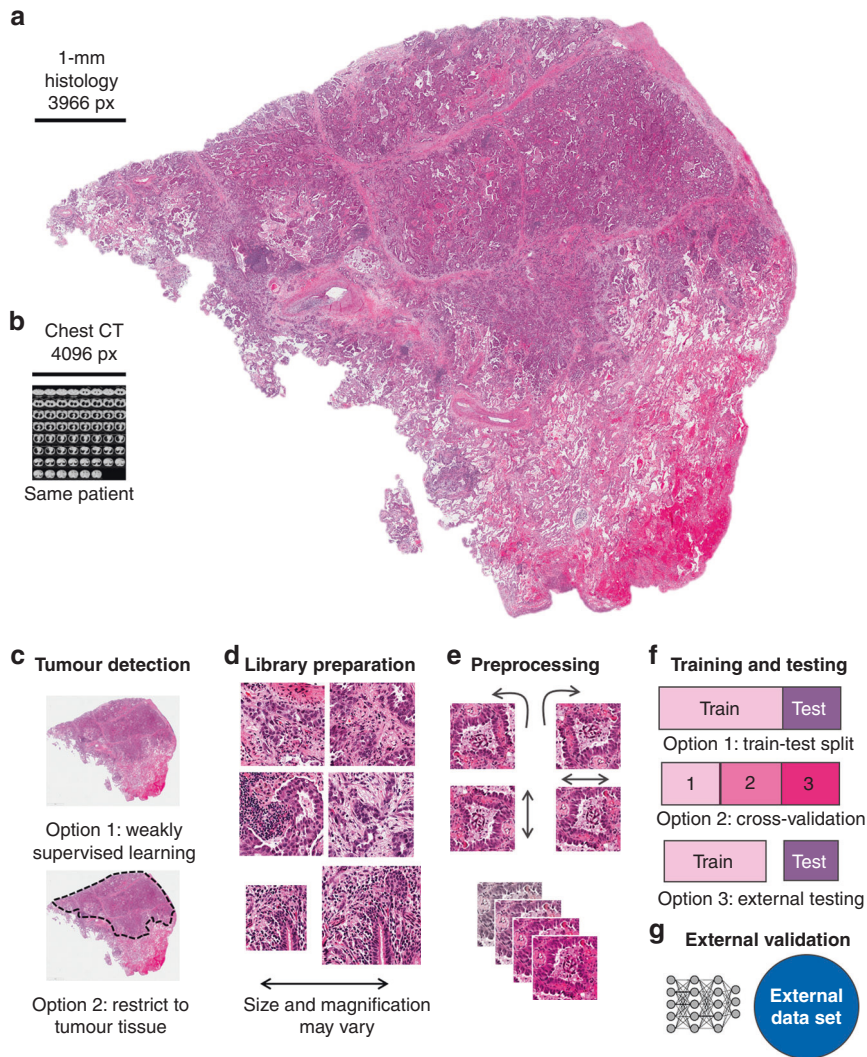 a
1-mm
histology
3966 px
b
Chest CT
4096 px
Same patient
c Tumour detection
Option 1: weakly
supervised learning
Option 2: restrict to
tumour tissue
d Library preparation
Size and magnification
may vary
e Preprocessing
f Training and testing
Train Test
Option 1: train-test split
1 2 3
Option 2: cross-validation
Train Test
Option 3: external testing
g External validation
External
data set